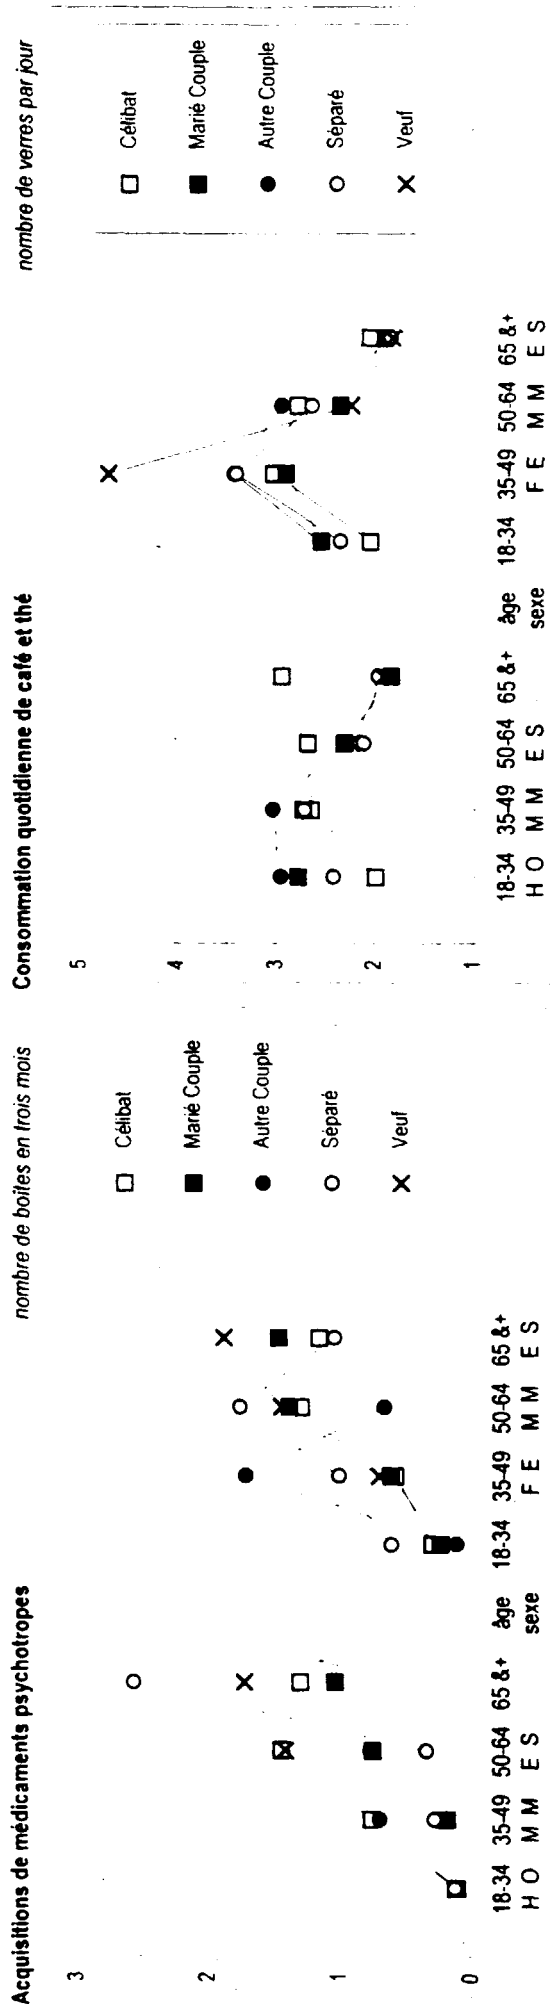 Acquisitions de médicaments psychotropes
nombre de boites en trois mois
3
2
1
0
Célibat
Marié Couple
Autre Couple
Séparé
Veuf
18-34 35-49 50-64 65 &+ âge 18-34 35-49 50-64 65 &+
H O M M E S sexe F E M M E S
Consommation quotidienne de café et thé
nombre de verres par jour
5
4
3
2
1
Célibat
Marié Couple
Autre Couple
Séparé
Veuf
18-34 35-49 50-64 65 &+ âge 18-34 35-49 50-64 65 &+
H O M M E S sexe F E M M E S